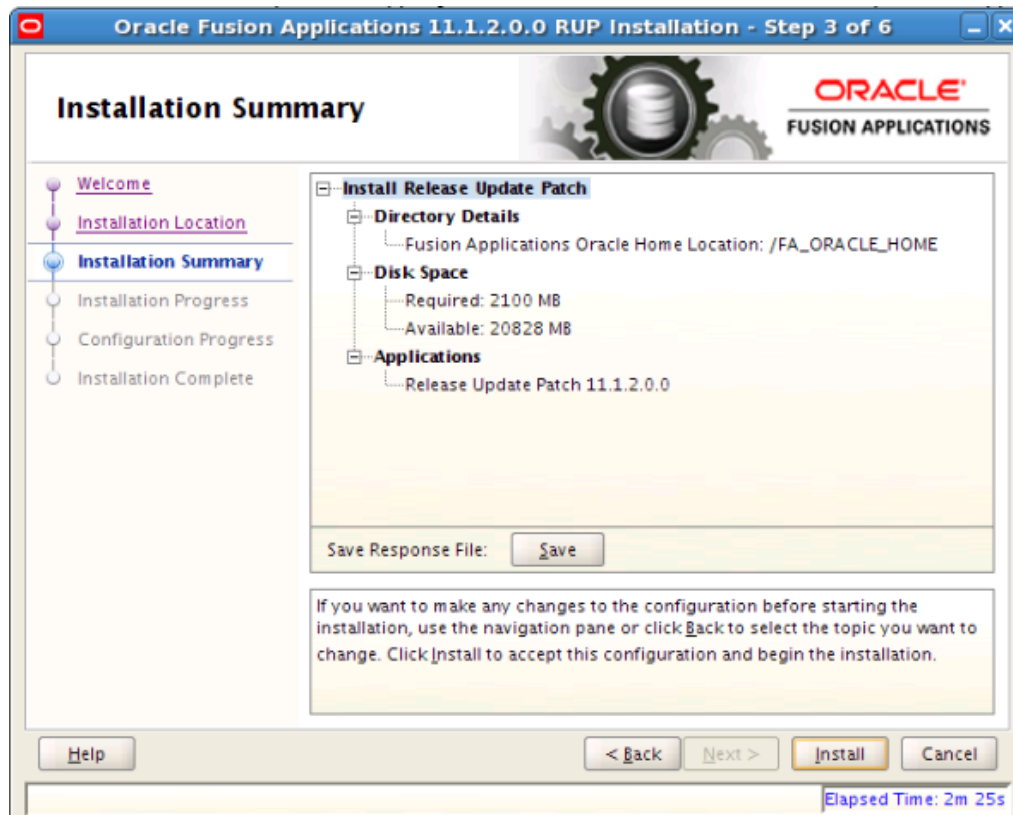 Oracle Fusion Applications 11.1.2.0.0 RUP Installation - Step 3 of 6
Installation Summary
ORACLE'
FUSION APPLICATIONS
Welcome
Installation Location
Installation Summary
Installation Progress
Configuration Progress
Installation Complete
Install Release Update Patch
Directory Details
Fusion Applications Oracle Home Location: /FA_ORACLE_HOME
Disk Space
Required: 2100 MB
Available: 20828 MB
Applications
Release Update Patch 11.1.2.0.0
Save Response File: Save
If you want to make any changes to the configuration before starting the
installation, use the navigation pane or click Back to select the topic you want to
change. Click Install to accept this configuration and begin the installation.
Help < Back Next > Install Cancel
Elapsed Time: 2m 25s